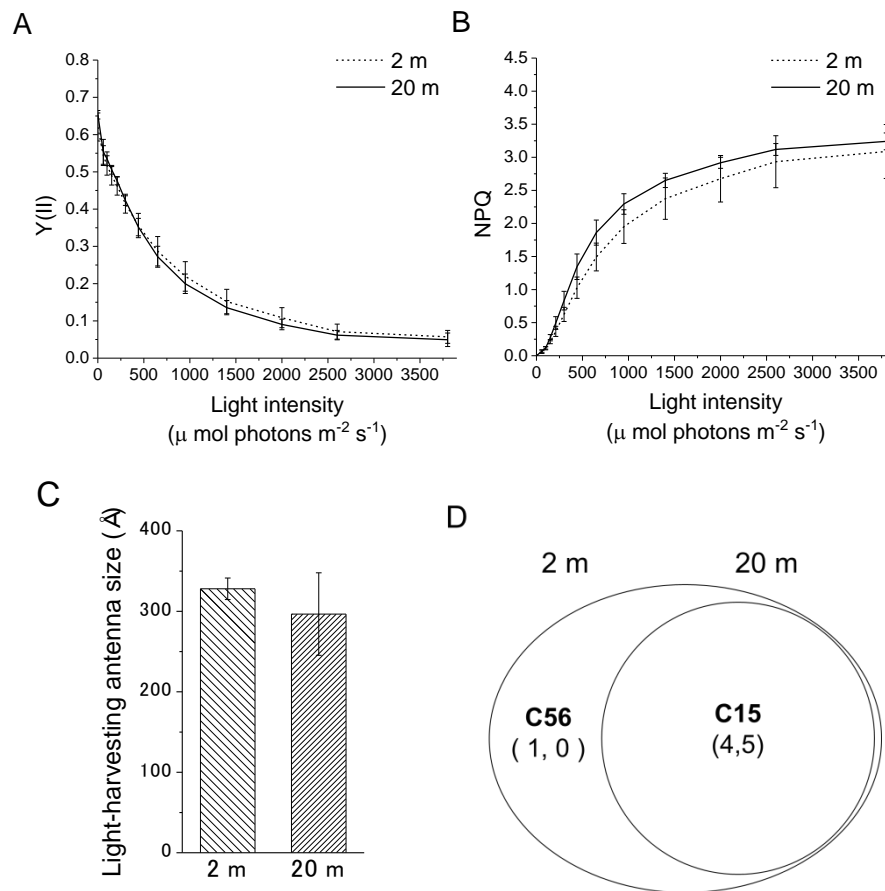 A
2 m
20 m
0.8
0.7
0.6
0.5
0.4
0.3
0.2
0.1
0.0
Y(II)
0 500 1000 1500 2000 2500 3000 3500
Light intensity
(μ mol photons m⁻² s⁻¹)
B
2 m
20 m
4.5
4.0
3.5
3.0
2.5
2.0
1.5
1.0
0.5
0.0
NPQ
0 500 1000 1500 2000 2500 3000 3500
Light intensity
(μ mol photons m⁻² s⁻¹)
C
Light-harvesting antenna size (Å)
400
300
200
100
0
2 m 20 m
D
2 m 20 m
C56 C15
( 1, 0 ) (4,5)